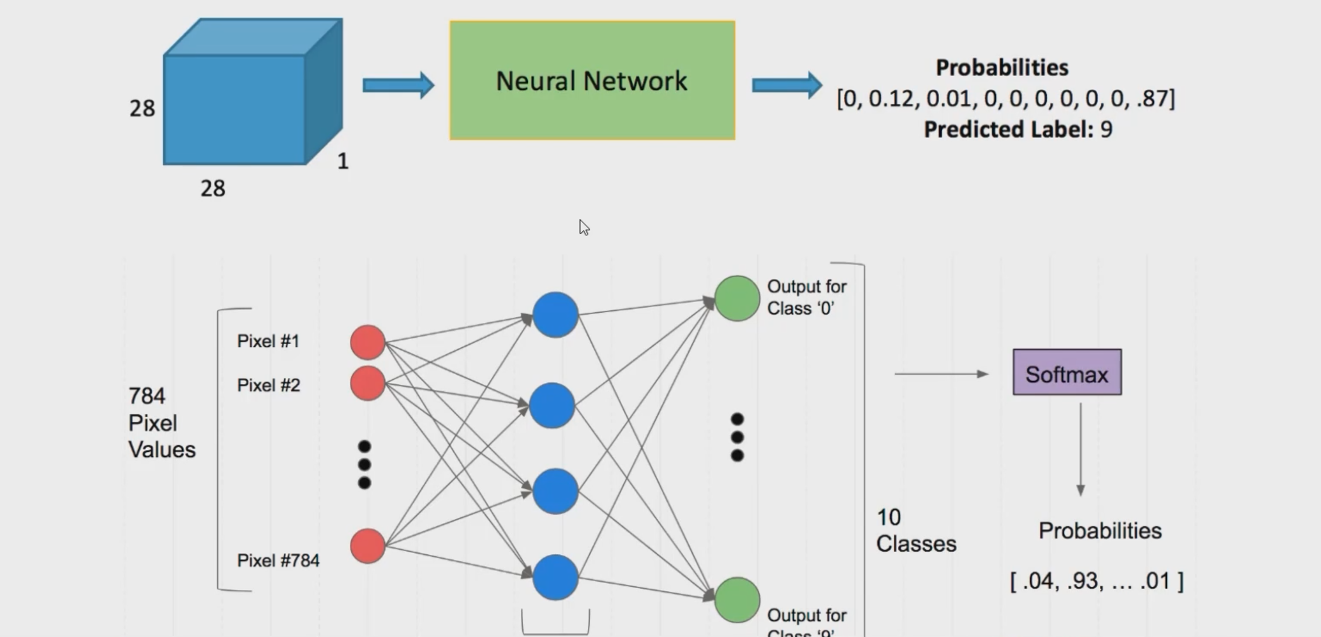 28
28
1
Neural Network
Probabilities
[0, 0.12, 0.01, 0, 0, 0, 0, 0, 0, .87]
Predicted Label: 9
784
Pixel
Values
Pixel #1
Pixel #2
Pixel #784
Output for
Class ‘0’
Output for
Class ‘9’
10
Classes
Softmax
Probabilities
[ .04, .93, … .01 ]